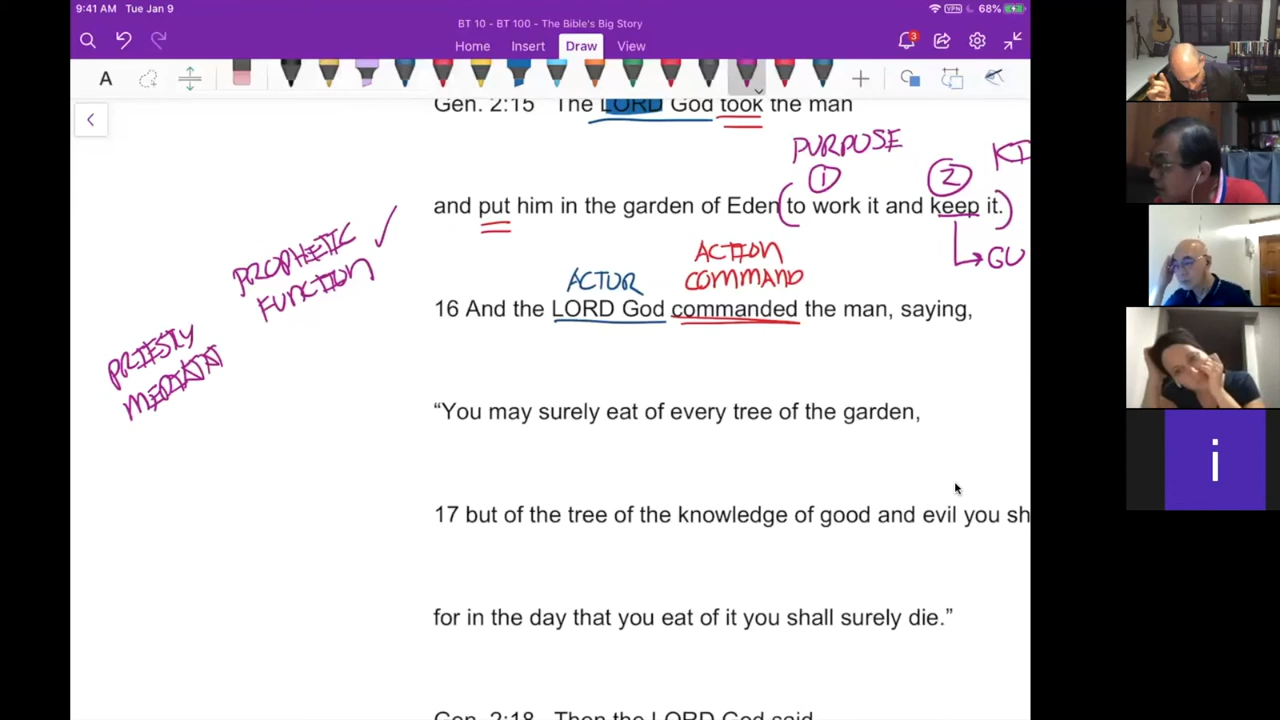 9:41 AM Tue Jan 9
VPN 68%
BT 10 - BT 100 - The Bible's Big Story
Home Insert Draw View
3
A
Gen. 2:15 The LORD God took the man
PURPOSE
① ② KI
and put him in the garden of Eden (to work it and keep it.)
PROPHETIC
FUNCTION
ACTION
ACTOR COMMAND
GU
16 And the LORD God commanded the man, saying,
PRIESTLY
“You may surely eat of every tree of the garden,
17 but of the tree of the knowledge of good and evil you sh
i
for in the day that you eat of it you shall surely die.”
Gen. 2:18 Then the LORD God said